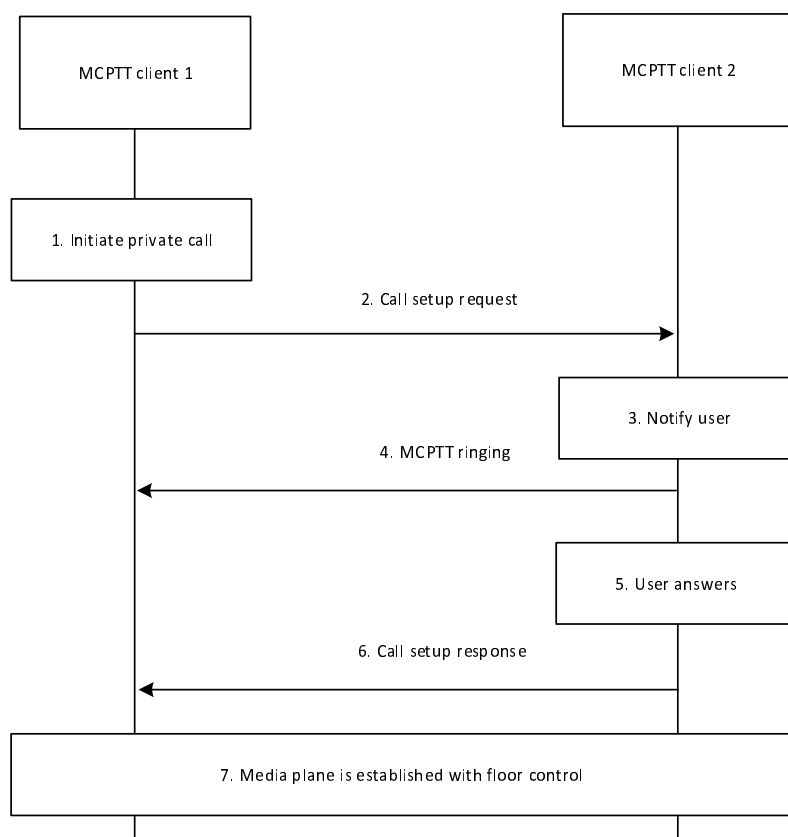 MCPTT client 1
MCPTT client 2
1. Initiate private call
2. Call setup request
3. Notify user
4. MCPTT ringing
5. User answers
6. Call setup response
7. Media plane is established with floor control